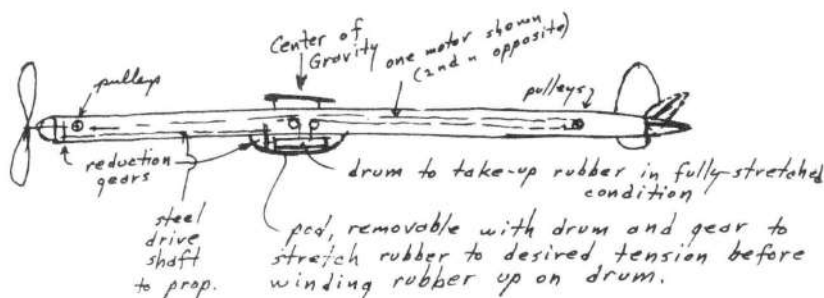 Center of
Gravity
one motor shown
(2nd n opposite)
pulleys
pulleys
reduction
gears
drum to take-up rubber in fully-stretched
condition
steel
drive
shaft
to prop.
pod, removable with drum and gear to
stretch rubber to desired tension before
winding rubber up on drum.